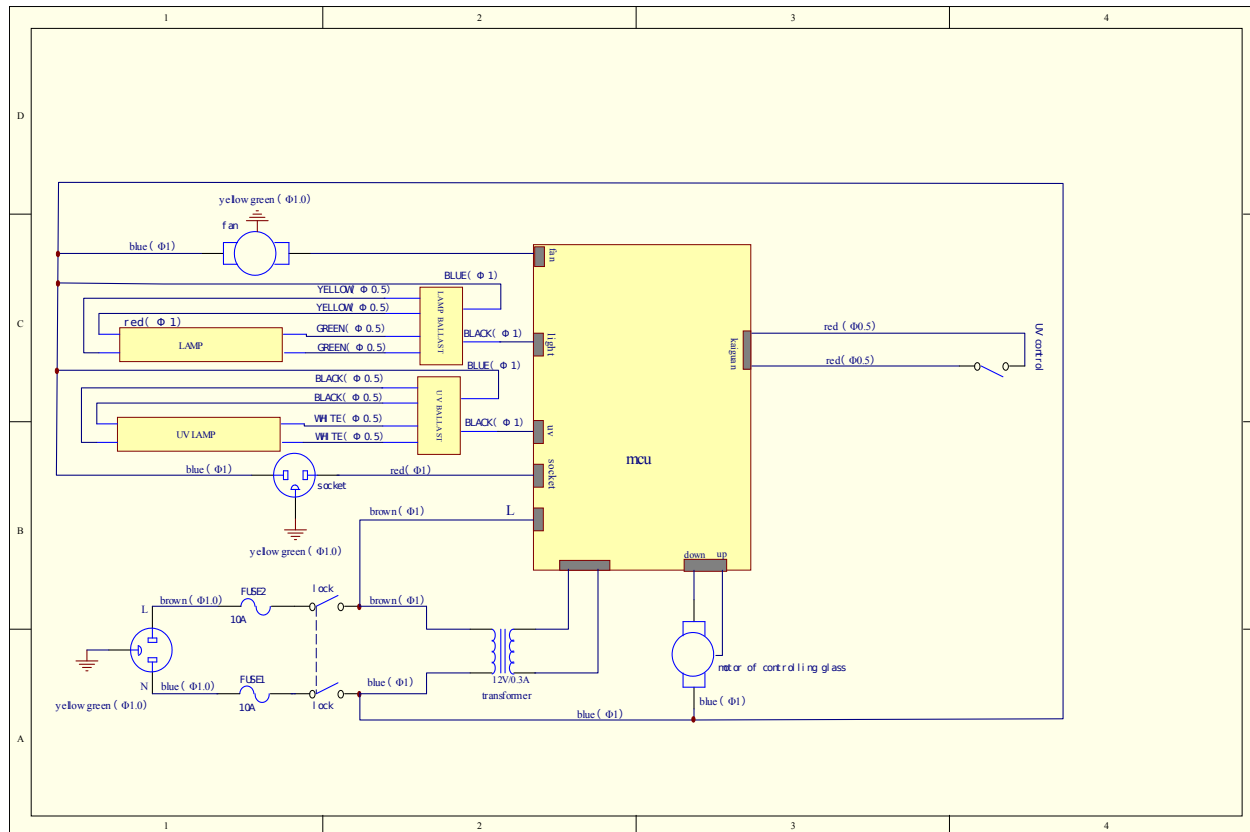 1
2
3
4
D
yellow green ( Φ1.0)
fan
blue ( Φ1)
fan
BLUE( Φ 1)
YELLOW( Φ 0.5)
YELLOW( Φ 0.5)
red( Φ 1)
GREEN( Φ 0.5)
GREEN( Φ 0.5)
LAMP
LAMP BALLAST
BLACK( Φ 1)
light
C
kaiguan
red ( Φ0.5)
red ( Φ0.5)
UV control
BLUE( Φ 1)
BLACK( Φ 0.5)
BLACK( Φ 0.5)
WHITE( Φ 0.5)
WHITE( Φ 0.5)
UV LAMP
UV BALLAST
BLACK( Φ 1)
uv
mcu
blue ( Φ1)
socket
red( Φ1)
socket
brown ( Φ1)
L
B
yellow green ( Φ1.0)
down up
L
brown ( Φ1.0)
FUSE2
10A
lock
brown ( Φ1)
N
blue ( Φ1.0)
FUSE1
10A
lock
blue ( Φ1)
12V/0.3A
transformer
motor of controlling glass
blue ( Φ1)
yellow green ( Φ1.0)
blue ( Φ1)
A
1
2
3
4